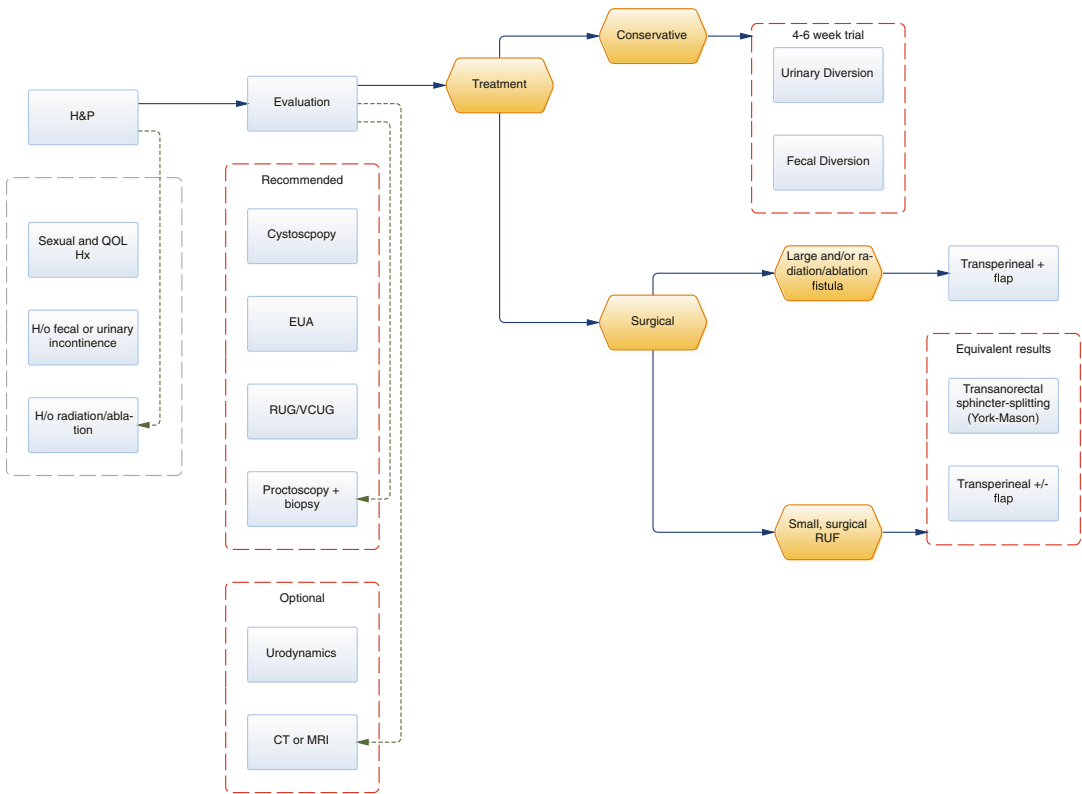 H&P
Sexual and QOL
Hx
H/o fecal or urinary
incontinence
H/o radiation/abla-
tion
Evaluation
Recommended
Cystoscpopy
EUA
RUG/VCUG
Proctoscopy +
biopsy
Optional
Urodynamics
CT or MRI
Treatment
Conservative
4-6 week trial
Urinary Diversion
Fecal Diversion
Surgical
Large and/or ra-
diation/ablation
fistula
Transperineal +
flap
Small, surgical
RUF
Equivalent results
Transanorectal
sphincter-splitting
(York-Mason)
Transperineal +/-
flap